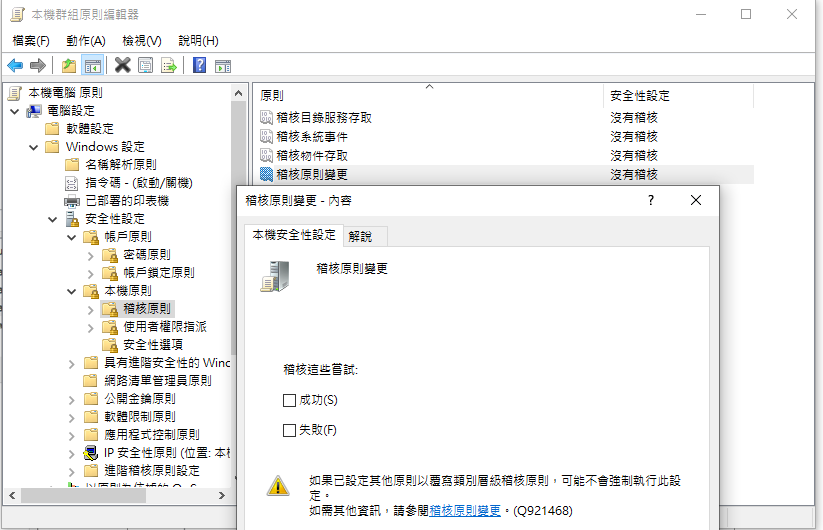 本機群組原則編輯器
檔案(F) 動作(A) 檢視(V) 說明(H)
本機電腦 原則
電腦設定
軟體設定
Windows 設定
名稱解析原則
指令碼 - (啟動/關機)
已部署的印表機
安全性設定
帳戶原則
密碼原則
帳戶鎖定原則
本機原則
稽核原則
使用者權限指派
安全性選項
具有進階安全性的 Winc
網路清單管理員原則
公開金鑰原則
軟體限制原則
應用程式控制原則
IP 安全性原則 (位置: 本機
進階稽核原則設定
原則 安全性設定
稽核目錄服務存取 沒有稽核
稽核系統事件 沒有稽核
稽核物件存取 沒有稽核
稽核原則變更 沒有稽核
稽核原則變更 - 內容 ?
本機安全性設定 解說
稽核原則變更
稽核這些嘗試:
成功(S)
失敗(F)
如果已設定其他原則以覆寫類別層級稽核原則，可能不會強制執行此設
定。
如需其他資訊，請參閱稽核原則變更。(Q921468)